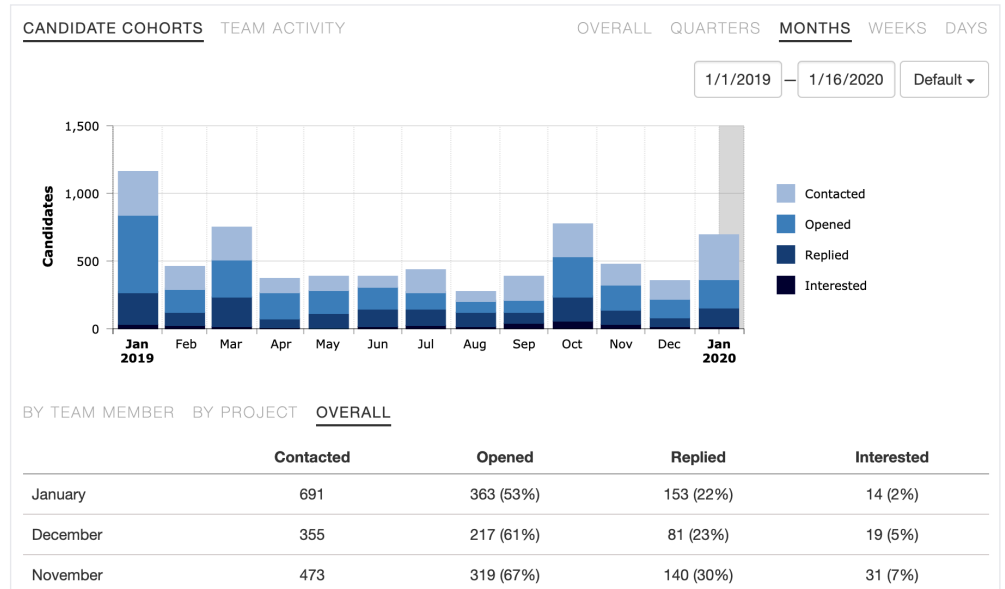 CANDIDATE COHORTS TEAM ACTIVITY OVERALL QUARTERS MONTHS WEEKS DAYS
1/1/2019 — 1/16/2020 Default
1,500
1,000
500
0
Candidates
Contacted
Opened
Replied
Interested
Jan Feb Mar Apr May Jun Jul Aug Sep Oct Nov Dec Jan
2019 2020
BY TEAM MEMBER BY PROJECT OVERALL
Contacted Opened Replied Interested
January 691 363 (53%) 153 (22%) 14 (2%)
December 355 217 (61%) 81 (23%) 19 (5%)
November 473 319 (67%) 140 (30%) 31 (7%)